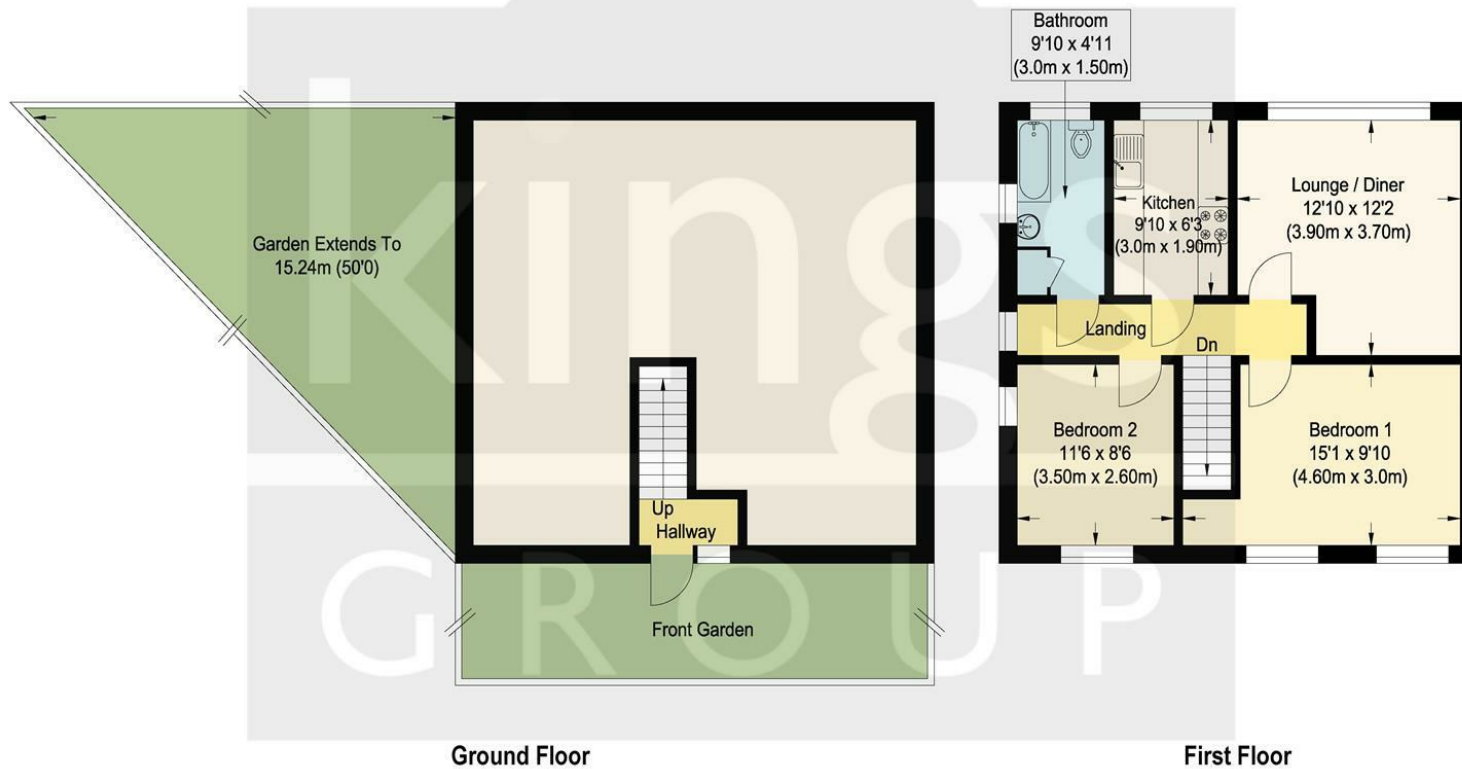 Bathroom
9'10 x 4'11
(3.0m x 1.50m)
Garden Extends To
15.24m (50'0)
Kitchen
9'10 x 6'3
(3.0m x 1.90m)
Lounge / Diner
12'10 x 12'2
(3.90m x 3.70m)
Landing
Dn
Bedroom 2
11'6 x 8'6
(3.50m x 2.60m)
Bedroom 1
15'1 x 9'10
(4.60m x 3.0m)
Up
Hallway
Front Garden
kings
GROUP
Ground Floor
First Floor